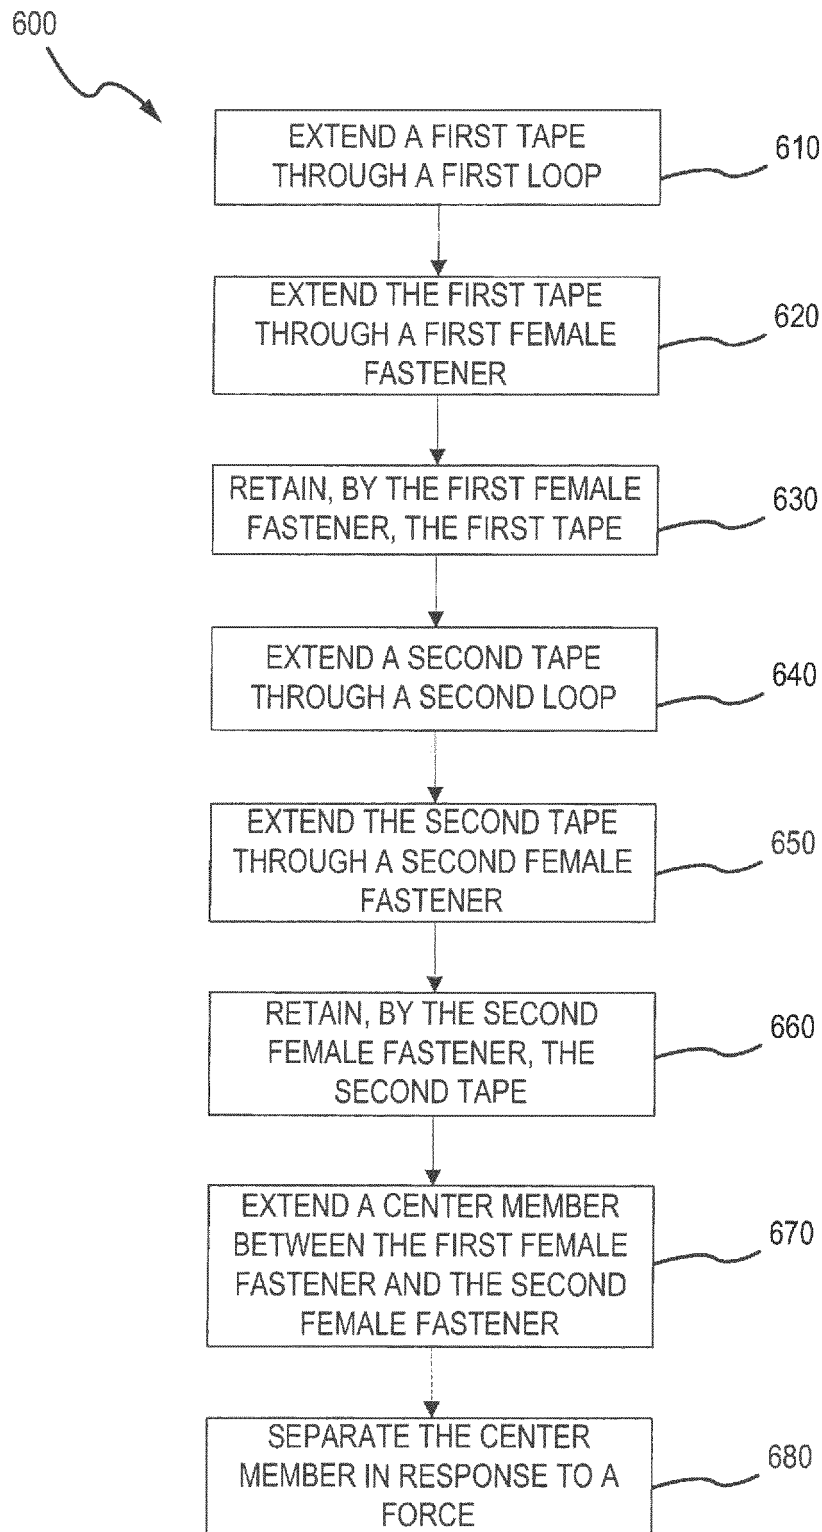 600
EXTEND A FIRST TAPE
THROUGH A FIRST LOOP
610
EXTEND THE FIRST TAPE
THROUGH A FIRST FEMALE
FASTENER
620
RETAIN, BY THE FIRST FEMALE
FASTENER, THE FIRST TAPE
630
EXTEND A SECOND TAPE
THROUGH A SECOND LOOP
640
EXTEND THE SECOND TAPE
THROUGH A SECOND FEMALE
FASTENER
650
RETAIN, BY THE SECOND
FEMALE FASTENER, THE
SECOND TAPE
660
EXTEND A CENTER MEMBER
BETWEEN THE FIRST FEMALE
FASTENER AND THE SECOND
FEMALE FASTENER
670
SEPARATE THE CENTER
MEMBER IN RESPONSE TO A
FORCE
680